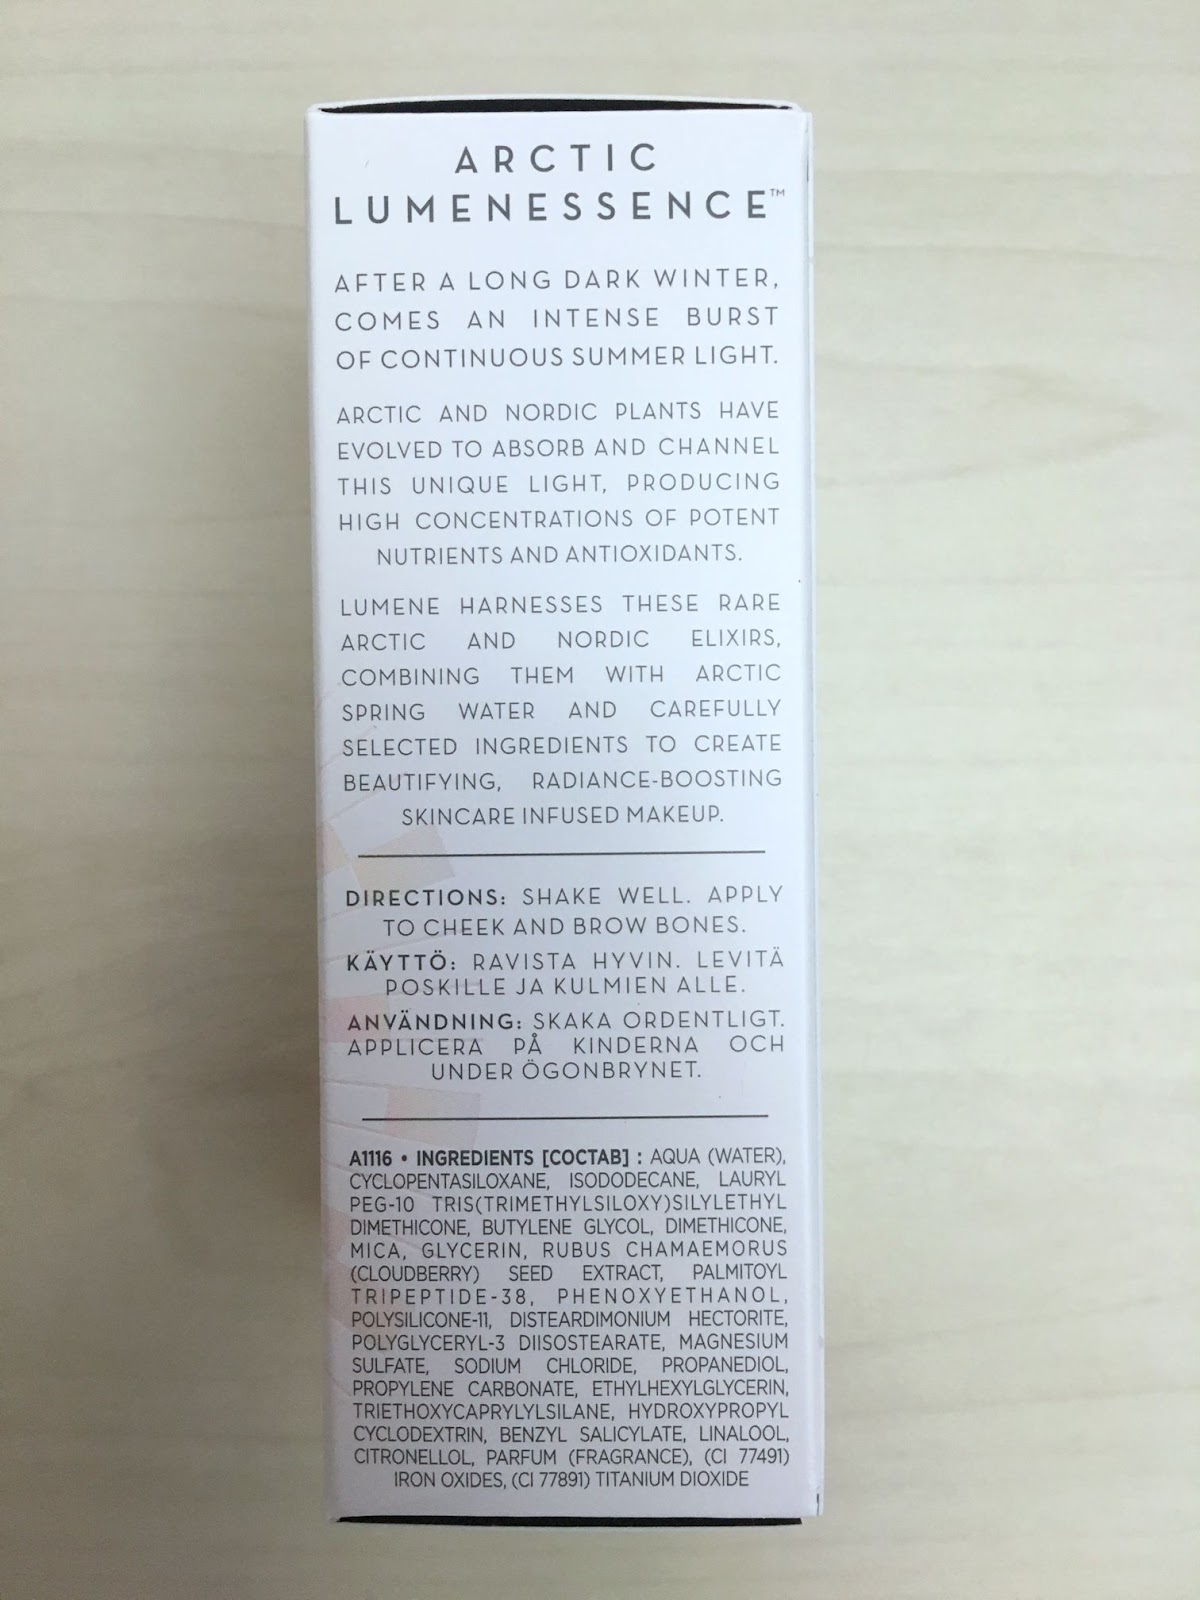 ARCTIC
LUMENESSENCE™
AFTER A LONG DARK WINTER,
COMES AN INTENSE BURST
OF CONTINUOUS SUMMER LIGHT.
ARCTIC AND NORDIC PLANTS HAVE
EVOLVED TO ABSORB AND CHANNEL
THIS UNIQUE LIGHT, PRODUCING
HIGH CONCENTRATIONS OF POTENT
NUTRIENTS AND ANTIOXIDANTS.
LUMENE HARNESSES THESE RARE
ARCTIC AND NORDIC ELIXIRS,
COMBINING THEM WITH ARCTIC
SPRING WATER AND CAREFULLY
SELECTED INGREDIENTS TO CREATE
BEAUTIFYING, RADIANCE-BOOSTING
SKINCARE INFUSED MAKEUP.
DIRECTIONS: SHAKE WELL. APPLY
TO CHEEK AND BROW BONES.
KÄYTTÖ: RAVISTA HYVIN. LEVITÄ
POSKILLE JA KULMIEN ALLE.
ANVÄNDNING: SKAKA ORDENTLIGT.
APPLICERA PÅ KINDERNA OCH
UNDER ÖGONBRYNET.
A1116 • INGREDIENTS [СОСТАВ] : AQUA (WATER),
CYCLOPENTASILOXANE, ISODODECANE, LAURYL
PEG-10 TRIS(TRIMETHYLSILOXY)SILYLETHYL
DIMETHICONE, BUTYLENE GLYCOL, DIMETHICONE,
MICA, GLYCERIN, RUBUS CHAMAEMORUS
(CLOUDBERRY) SEED EXTRACT, PALMITOYL
TRIPEPTIDE-38, PHENOXYETHANOL,
POLYSILICONE-11, DISTEARDIMONIUM HECTORITE,
POLYGLYCERYL-3 DIISOSTEARATE, MAGNESIUM
SULFATE, SODIUM CHLORIDE, PROPANEDIOL,
PROPYLENE CARBONATE, ETHYLHEXYLGLYCERIN,
TRIETHOXYCAPRYLYLSILANE, HYDROXYPROPYL
CYCLODEXTRIN, BENZYL SALICYLATE, LINALOOL,
CITRONELLOL, PARFUM (FRAGRANCE), (CI 77491)
IRON OXIDES, (CI 77891) TITANIUM DIOXIDE